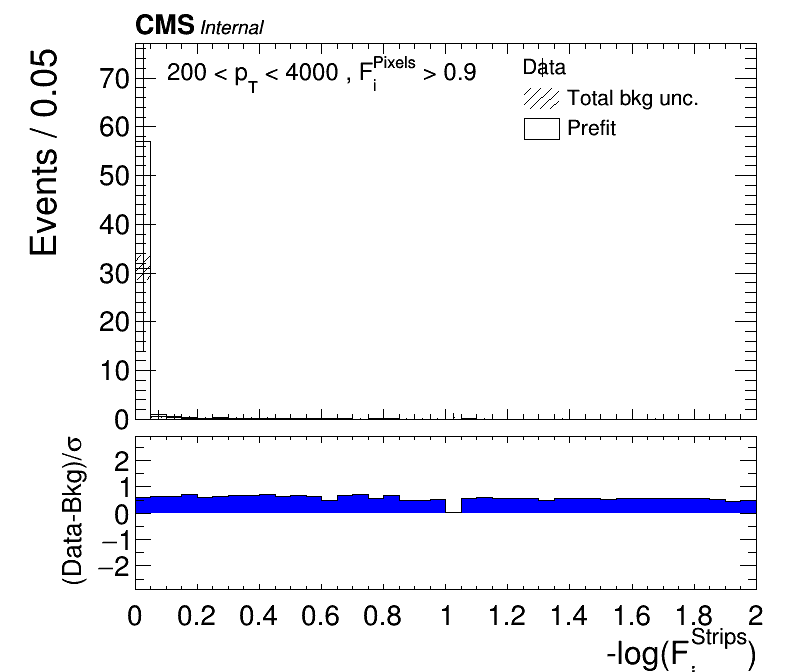 CMS Internal
Events / 0.05
70
60
50
40
30
20
10
0
200 < p_T < 4000 , F_i^Pixels > 0.9
Data
Total bkg unc.
Prefit
(Data-Bkg)/σ
2
1
0
−1
−2
0 0.2 0.4 0.6 0.8 1 1.2 1.4 1.6 1.8 2
-log(F_i^Strips)